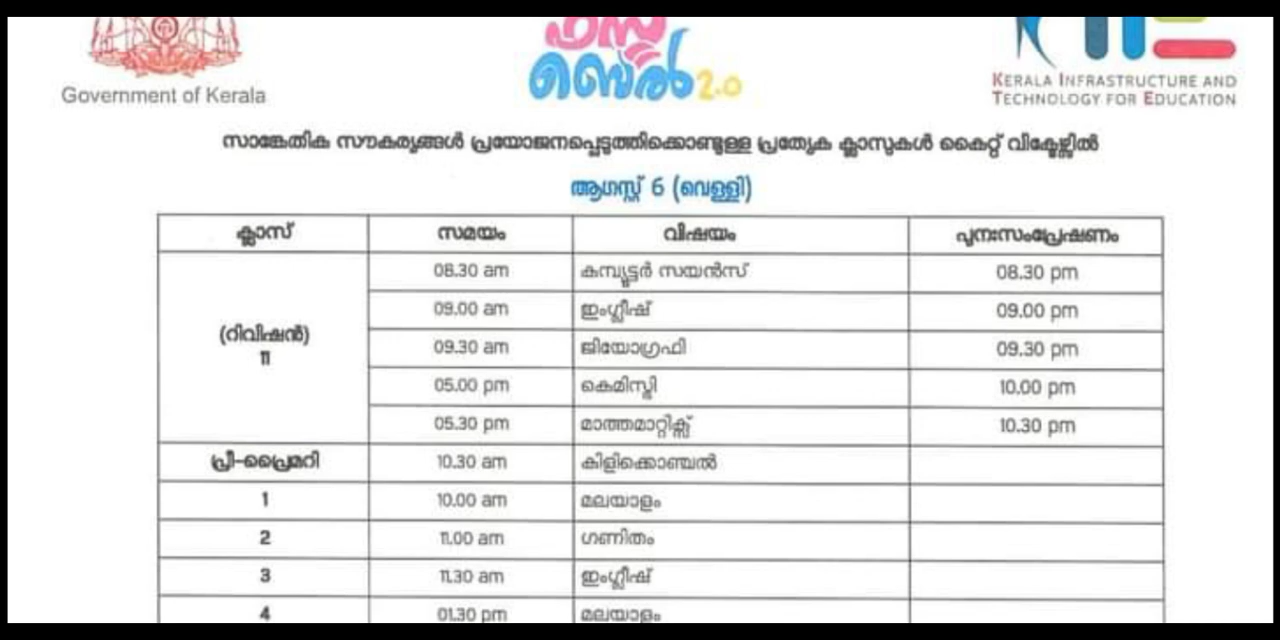 Government of Kerala
ഫസ്റ്റ്
ബെൽ 2.0
KERALA INFRASTRUCTURE AND
TECHNOLOGY FOR EDUCATION
സാങ്കേതിക സൗകര്യങ്ങൾ പ്രയോജനപ്പെടുത്തിക്കൊണ്ടുള്ള പ്രത്യേക ക്ലാസുകൾ കൈറ്റ് വിക്ടേഴ്സിൽ
ആഗസ്റ്റ് 6 (വെള്ളി)
ക്ലാസ് സമയം വിഷയം പുനഃസംപ്രേഷണം
(റിവിഷൻ)
11
08.30 am കമ്പ്യൂട്ടർ സയൻസ് 08.30 pm
09.00 am ഇംഗ്ലീഷ് 09.00 pm
09.30 am ജിയോഗ്രഫി 09.30 pm
05.00 pm കെമിസ്ട്രി 10.00 pm
05.30 pm മാത്തമാറ്റിക്സ് 10.30 pm
പ്രീ-പ്രൈമറി 10.30 am കിളിക്കൊഞ്ചൽ
1 10.00 am മലയാളം
2 11.00 am ഗണിതം
3 11.30 am ഇംഗ്ലീഷ്
4 01.30 pm മലയാളം